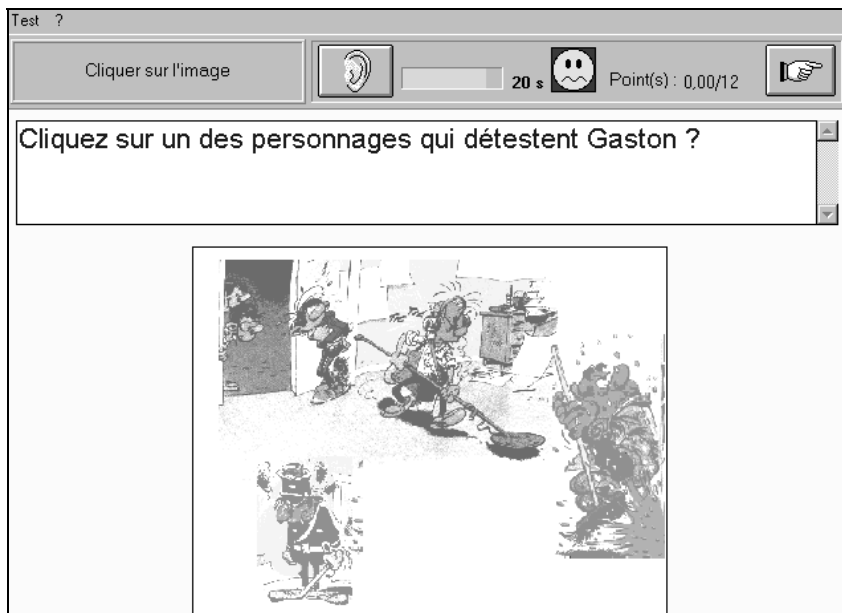 Test ?
Cliquer sur l'image
20 s
Point(s) : 0,00/12
Cliquez sur un des personnages qui détestent Gaston ?